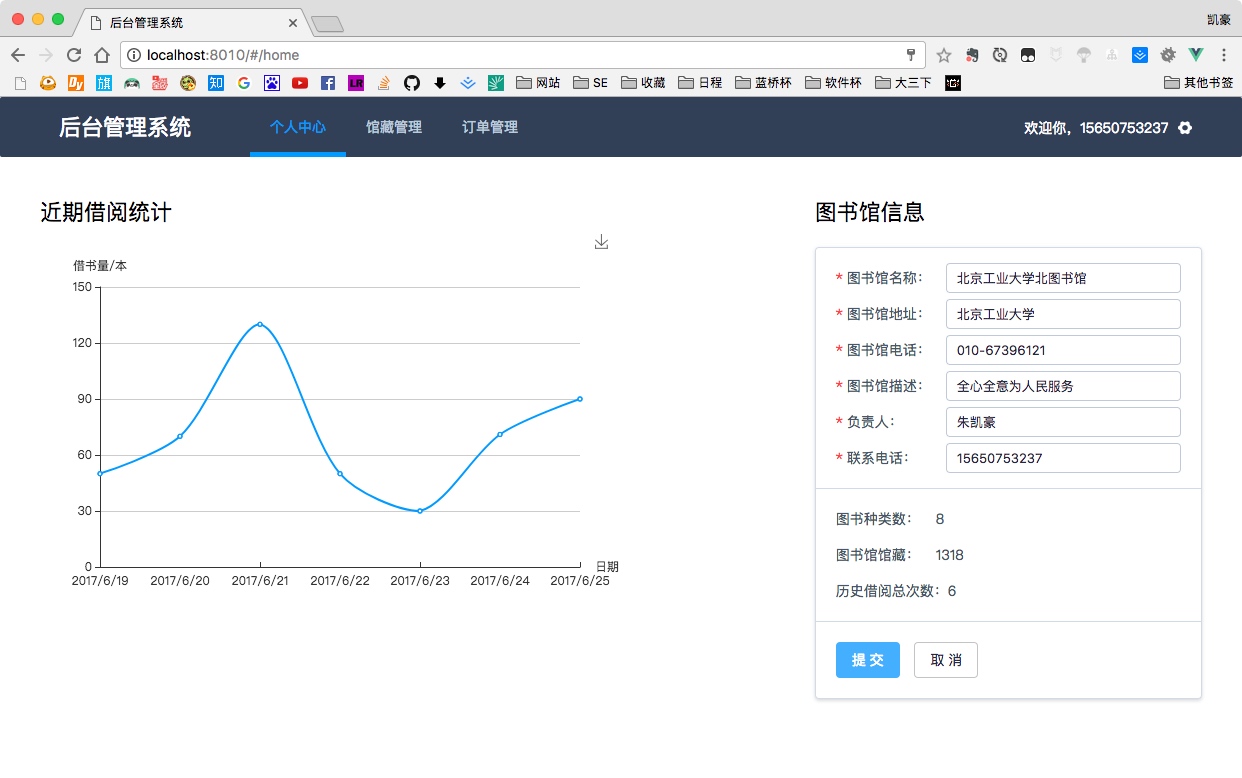 后台管理系统
凯豪
localhost:8010/#/home
Dy
旗
知
G
LR
网站
SE
收藏
日程
蓝桥杯
软件杯
大三下
其他书签
后台管理系统
个人中心
馆藏管理
订单管理
欢迎你，15650753237
近期借阅统计
借书量/本
150
120
90
60
30
0
2017/6/19
2017/6/20
2017/6/21
2017/6/22
2017/6/23
2017/6/24
2017/6/25
日期
图书馆信息
* 图书馆名称： 北京工业大学北图书馆
* 图书馆地址： 北京工业大学
* 图书馆电话： 010-67396121
* 图书馆描述： 全心全意为人民服务
* 负责人： 朱凯豪
* 联系电话： 15650753237
图书种类数： 8
图书馆馆藏： 1318
历史借阅总次数：6
提 交
取 消